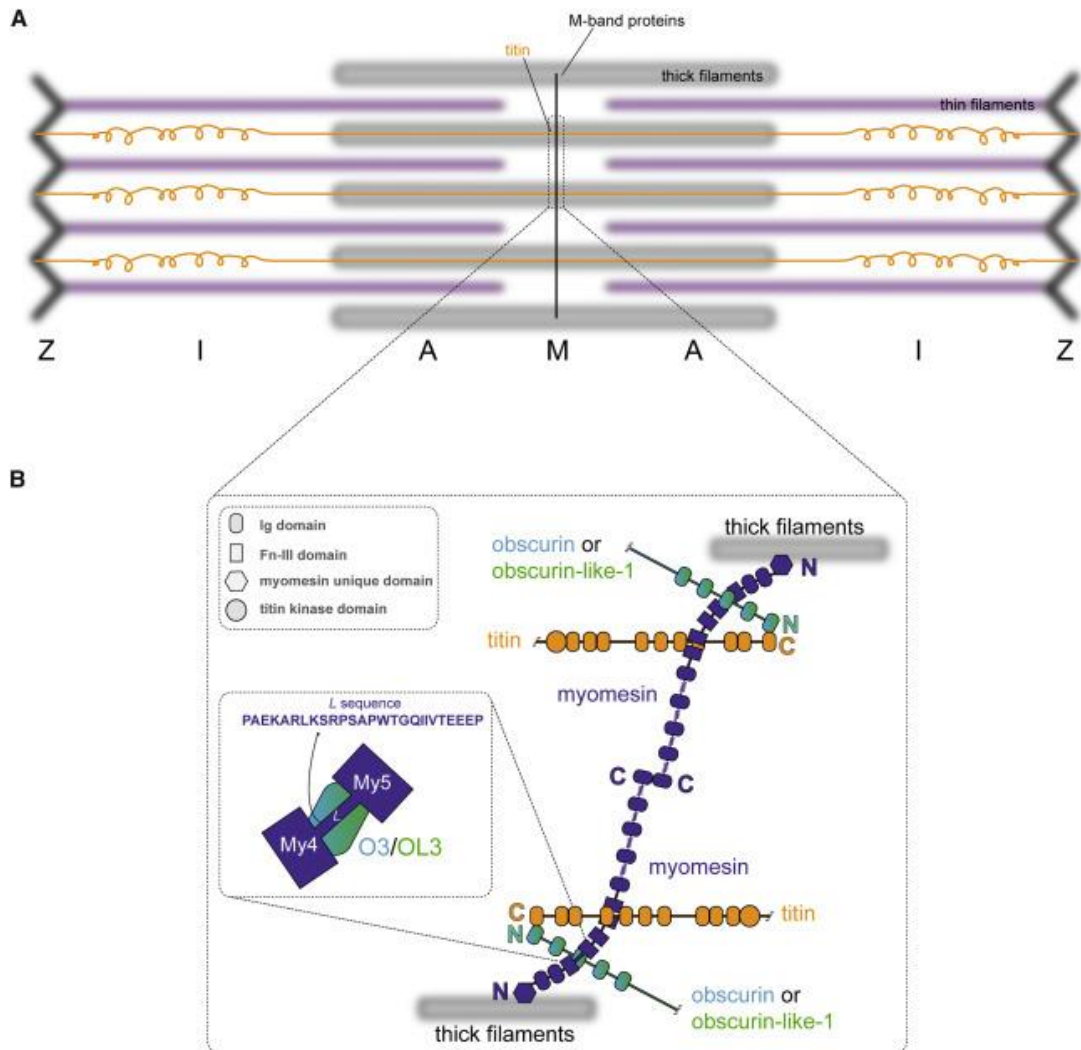 A
M-band proteins
titin
thick filaments
thin filaments
Z I A M A I Z
B
Ig domain
Fn-III domain
myomesin unique domain
titin kinase domain
thick filaments
obscurin or
obscurin-like-1
N
N
titin
C
myomesin
L sequence
PAEKARLKSRPSAPWTGQIIVTEEEP
My5
L
My4
O3/OL3
C C
myomesin
C
titin
N
N
obscurin or
obscurin-like-1
thick filaments